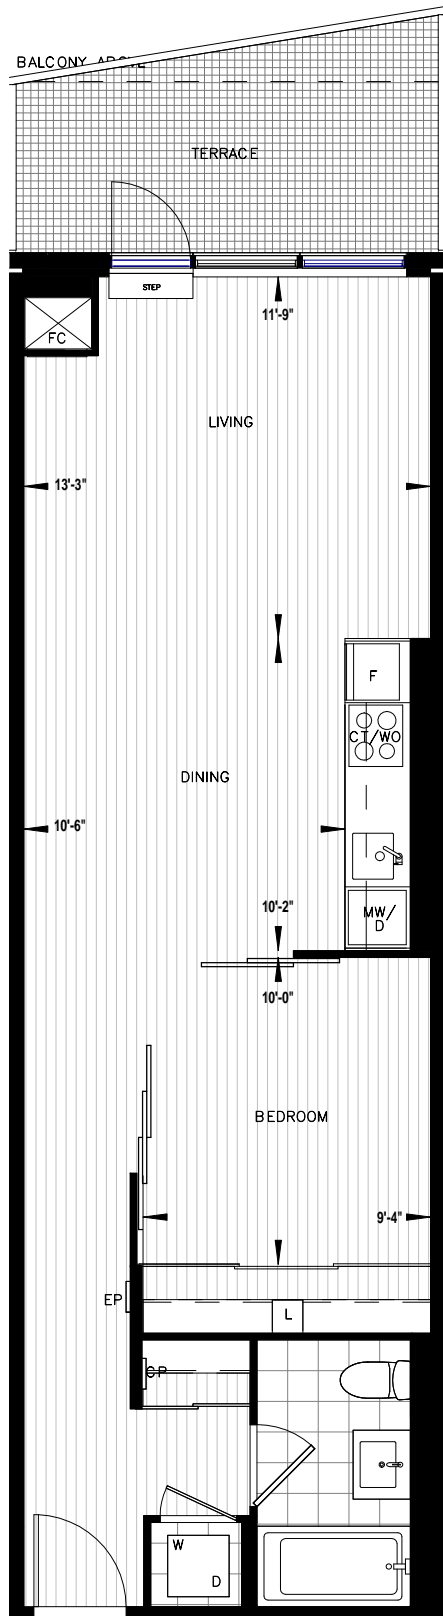 BALCONY ABOVE
TERRACE
STEP
FC
11'-9"
LIVING
13'-3"
F
CT/WO
DINING
10'-6"
10'-2"
MW/
D
10'-0"
BEDROOM
9'-4"
EP
L
CP
W
D